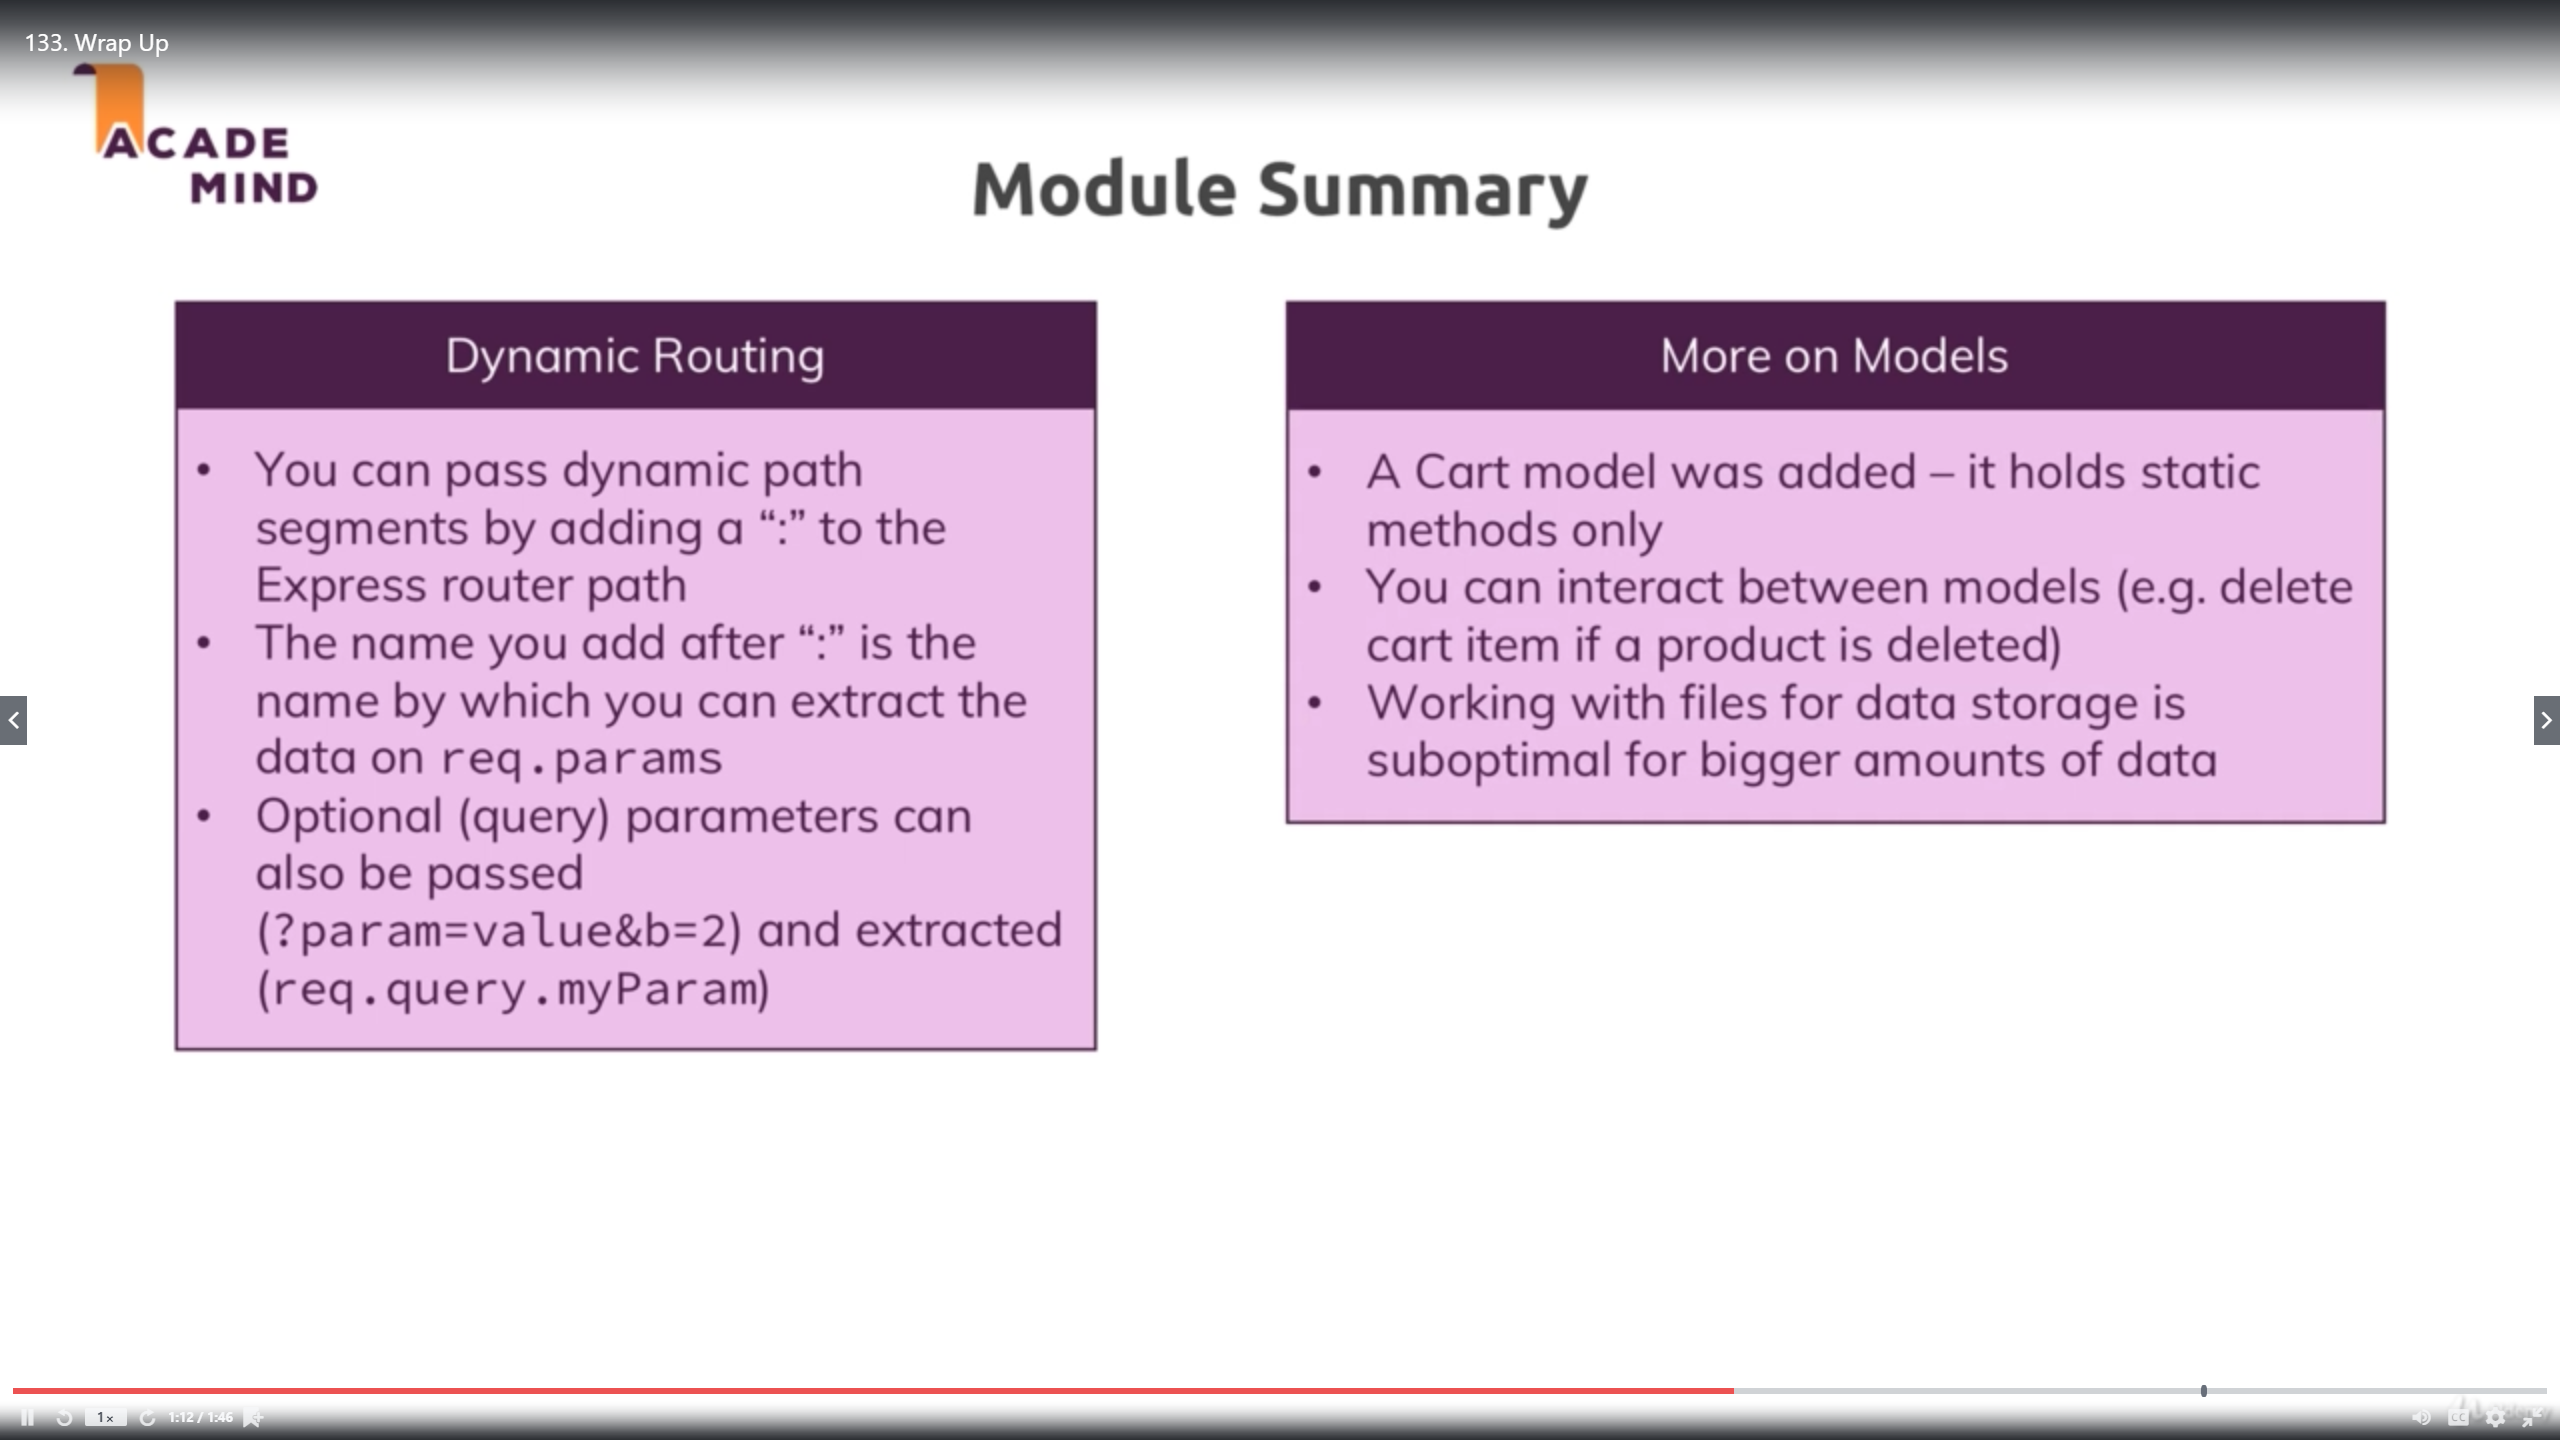 133. Wrap Up
ACADE
MIND
Module Summary
Dynamic Routing
• You can pass dynamic path
segments by adding a “:” to the
Express router path
• The name you add after “:” is the
name by which you can extract the
data on req.params
• Optional (query) parameters can
also be passed
(?param=value&b=2) and extracted
(req.query.myParam)
More on Models
• A Cart model was added – it holds static
methods only
• You can interact between models (e.g. delete
cart item if a product is deleted)
• Working with files for data storage is
suboptimal for bigger amounts of data
1x
1:12 / 1:46
CC